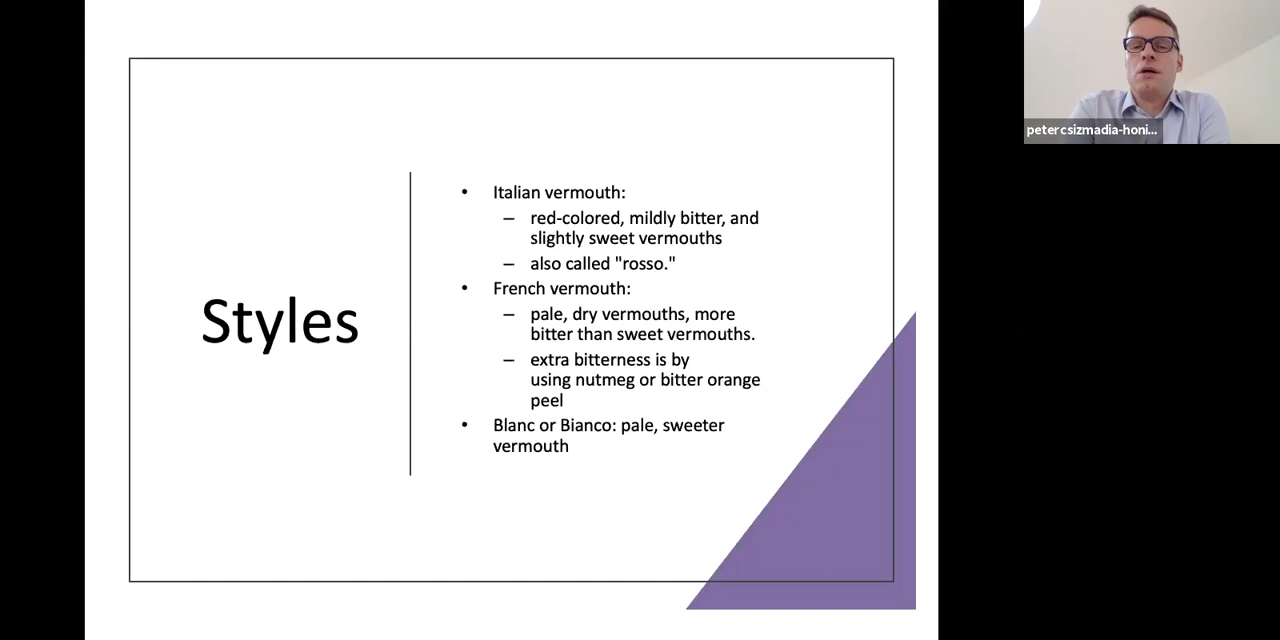 Styles
• Italian vermouth:
– red-colored, mildly bitter, and
slightly sweet vermouths
– also called "rosso."
• French vermouth:
– pale, dry vermouths, more
bitter than sweet vermouths.
– extra bitterness is by
using nutmeg or bitter orange
peel
• Blanc or Bianco: pale, sweeter
vermouth
peter csizmadia-honi...